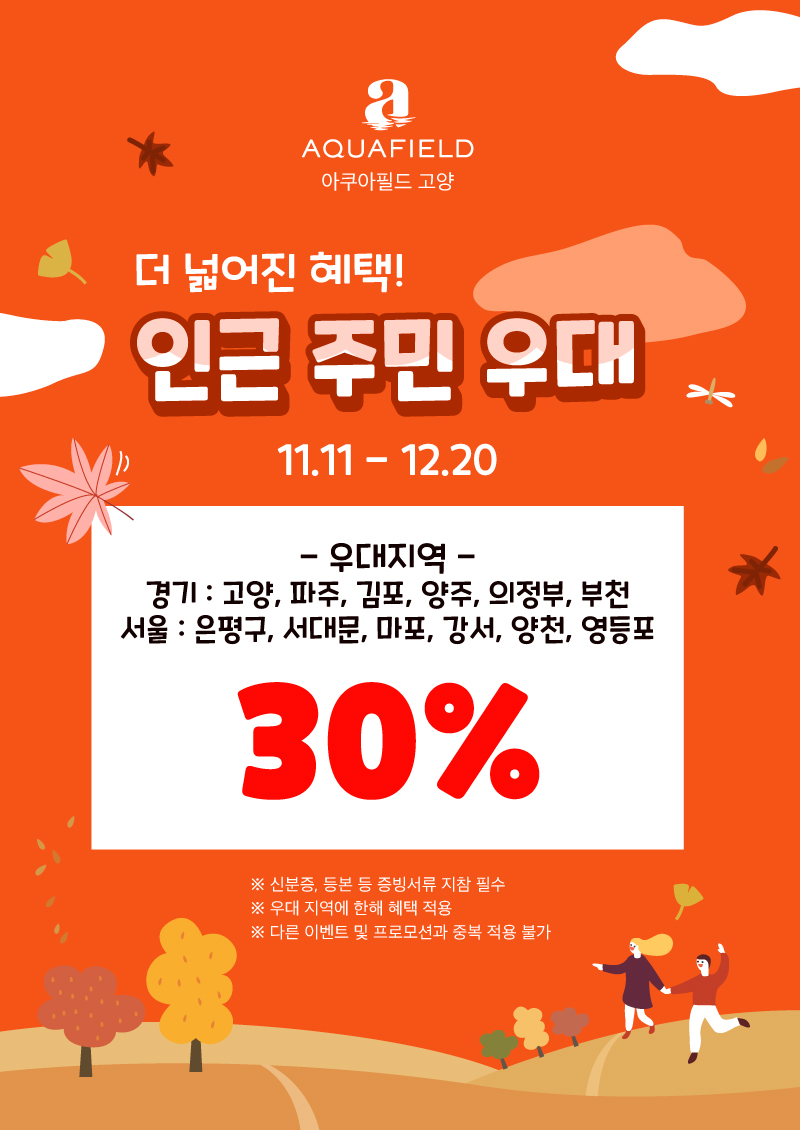 a
AQUAFIELD
아쿠아필드 고양
더 넓어진 혜택!
인근 주민 우대
11.11 - 12.20
- 우대지역 -
경기 : 고양, 파주, 김포, 양주, 의정부, 부천
서울 : 은평구, 서대문, 마포, 강서, 양천, 영등포
30%
※ 신분증, 등본 등 증빙서류 지참 필수
※ 우대 지역에 한해 혜택 적용
※ 다른 이벤트 및 프로모션과 중복 적용 불가